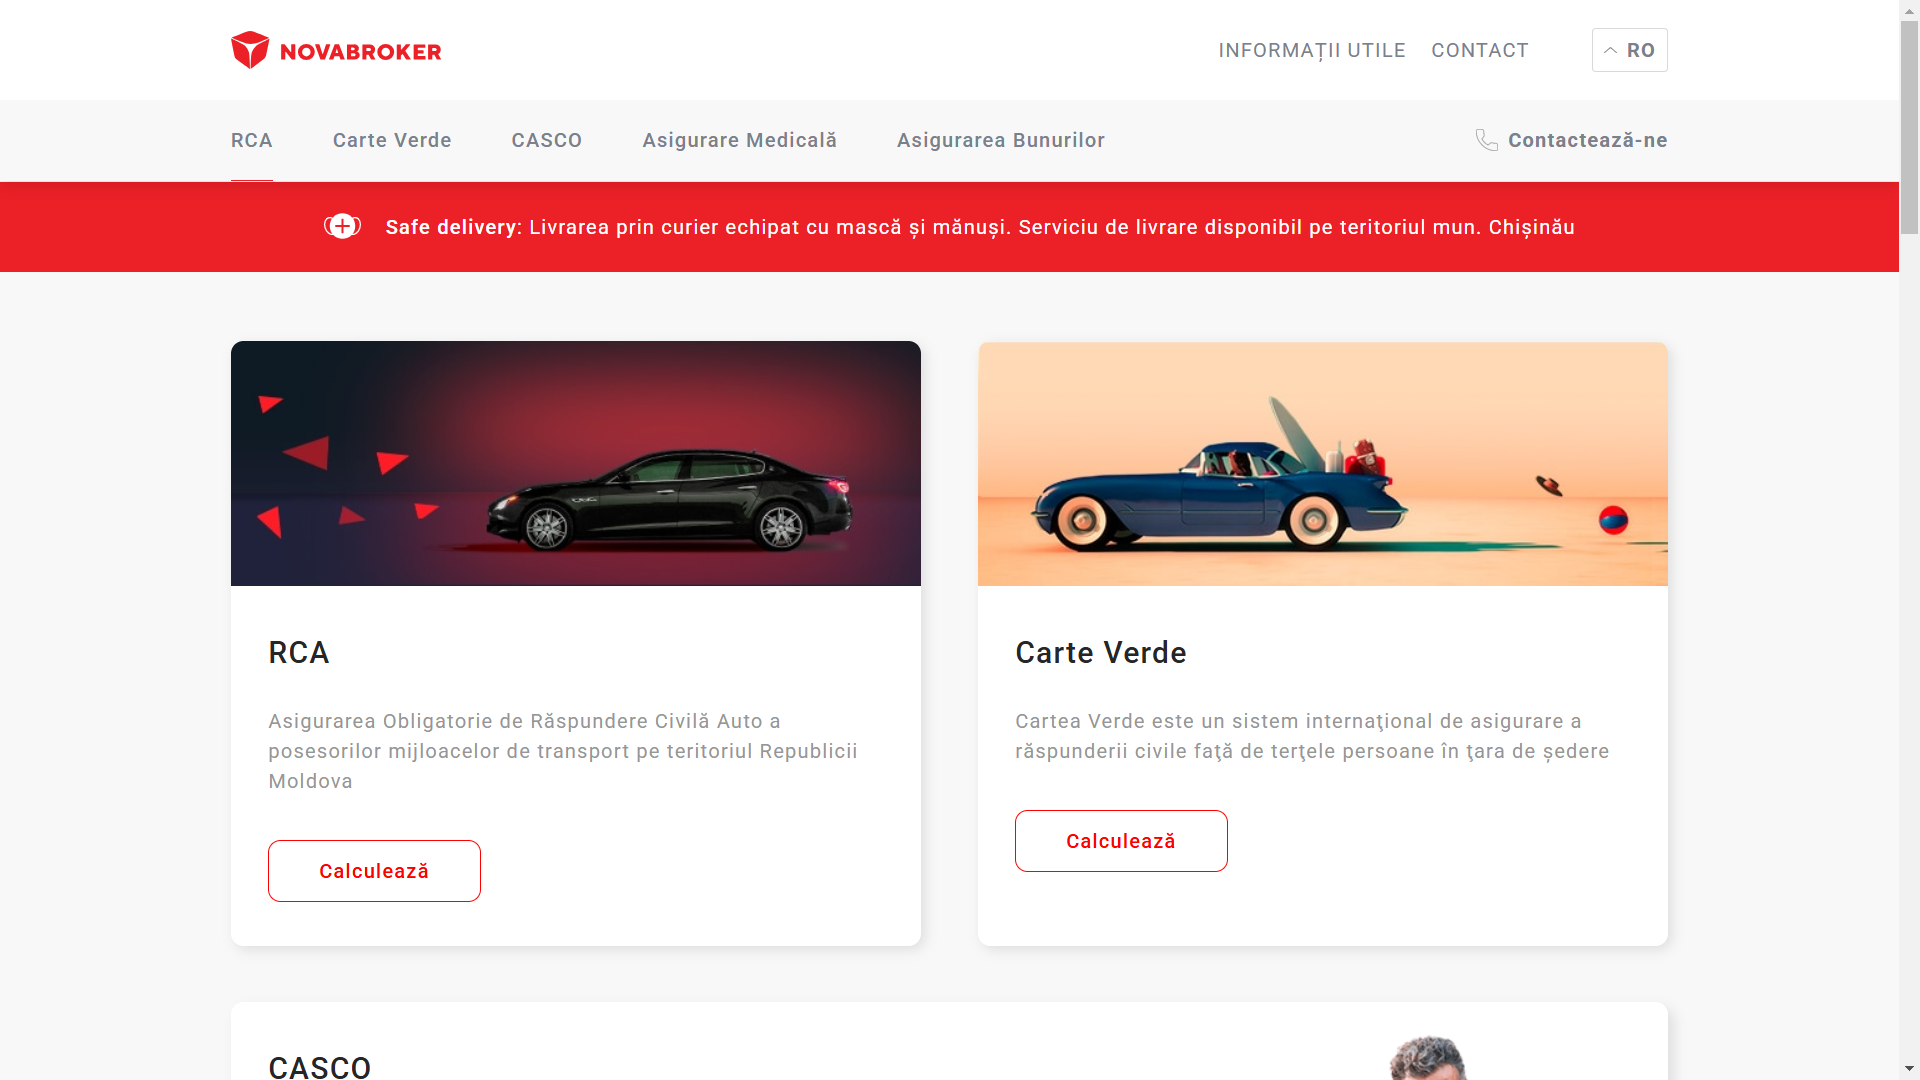 NOVABROKER
INFORMAȚII UTILE CONTACT RO
RCA Carte Verde CASCO Asigurare Medicală Asigurarea Bunurilor Contactează-ne
Safe delivery: Livrarea prin curier echipat cu mască și mănuși. Serviciu de livrare disponibil pe teritoriul mun. Chișinău
RCA
Asigurarea Obligatorie de Răspundere Civilă Auto a
posesorilor mijloacelor de transport pe teritoriul Republicii
Moldova
Calculează
Carte Verde
Cartea Verde este un sistem internaţional de asigurare a
răspunderii civile faţă de terţele persoane în ţara de ședere
Calculează
CASCO